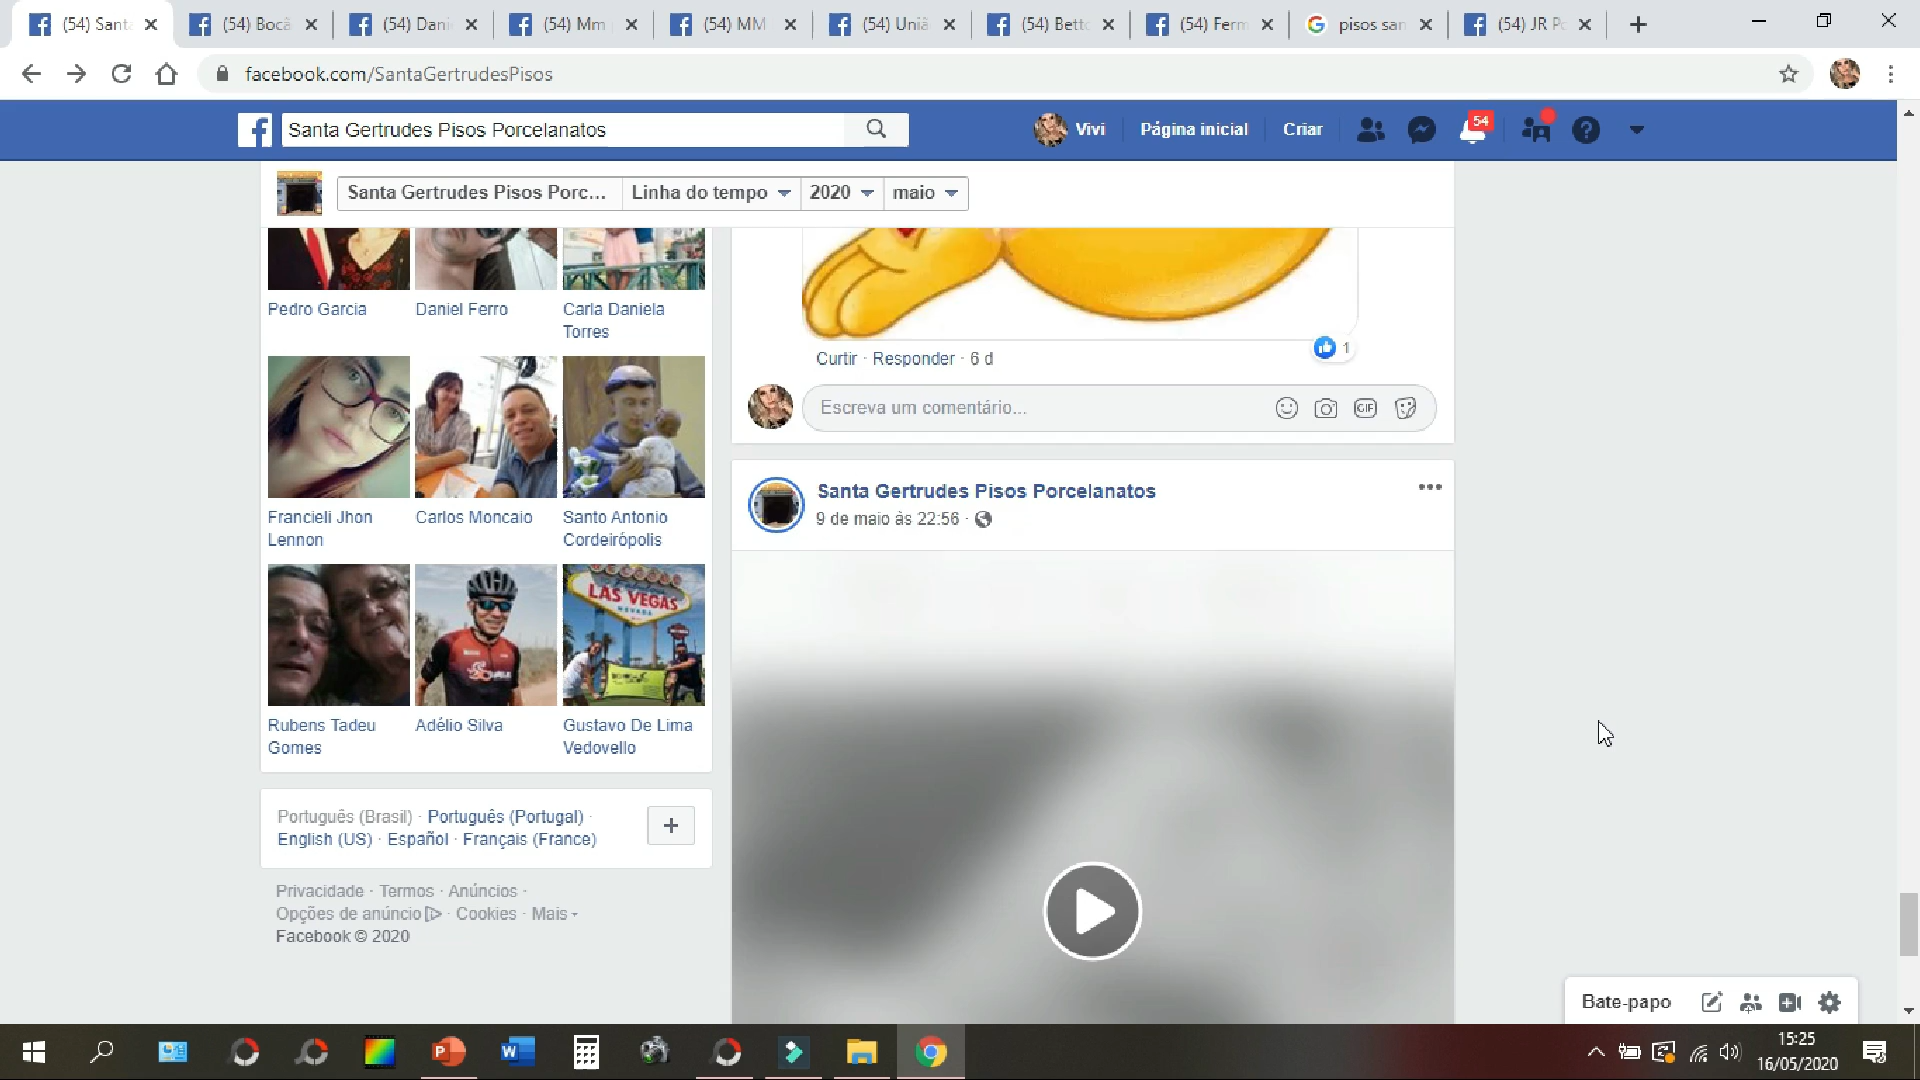 (54) Santa
(54) Bocã
(54) Dani
(54) Mm
(54) MM
(54) Uniã
(54) Bett
(54) Ferm
pisos san
(54) JR P
facebook.com/SantaGertrudesPisos
Santa Gertrudes Pisos Porcelanatos
Vivi
Página inicial
Criar
54
Santa Gertrudes Pisos Porc...
Linha do tempo
2020
maio
Pedro Garcia
Daniel Ferro
Carla Daniela
Torres
Curtir · Responder · 6 d
1
Escreva um comentário...
GIF
Francieli Jhon
Lennon
Carlos Moncaio
Santo Antonio
Cordeirópolis
Santa Gertrudes Pisos Porcelanatos
9 de maio às 22:56 ·
LAS VEGAS
NEVADA
Rubens Tadeu
Gomes
Adélio Silva
Gustavo De Lima
Vedovello
Português (Brasil) · Português (Portugal) ·
English (US) · Español · Français (France)
+
Privacidade · Termos · Anúncios ·
Opções de anúncio · Cookies · Mais
Facebook © 2020
Bate-papo
15:25
16/05/2020